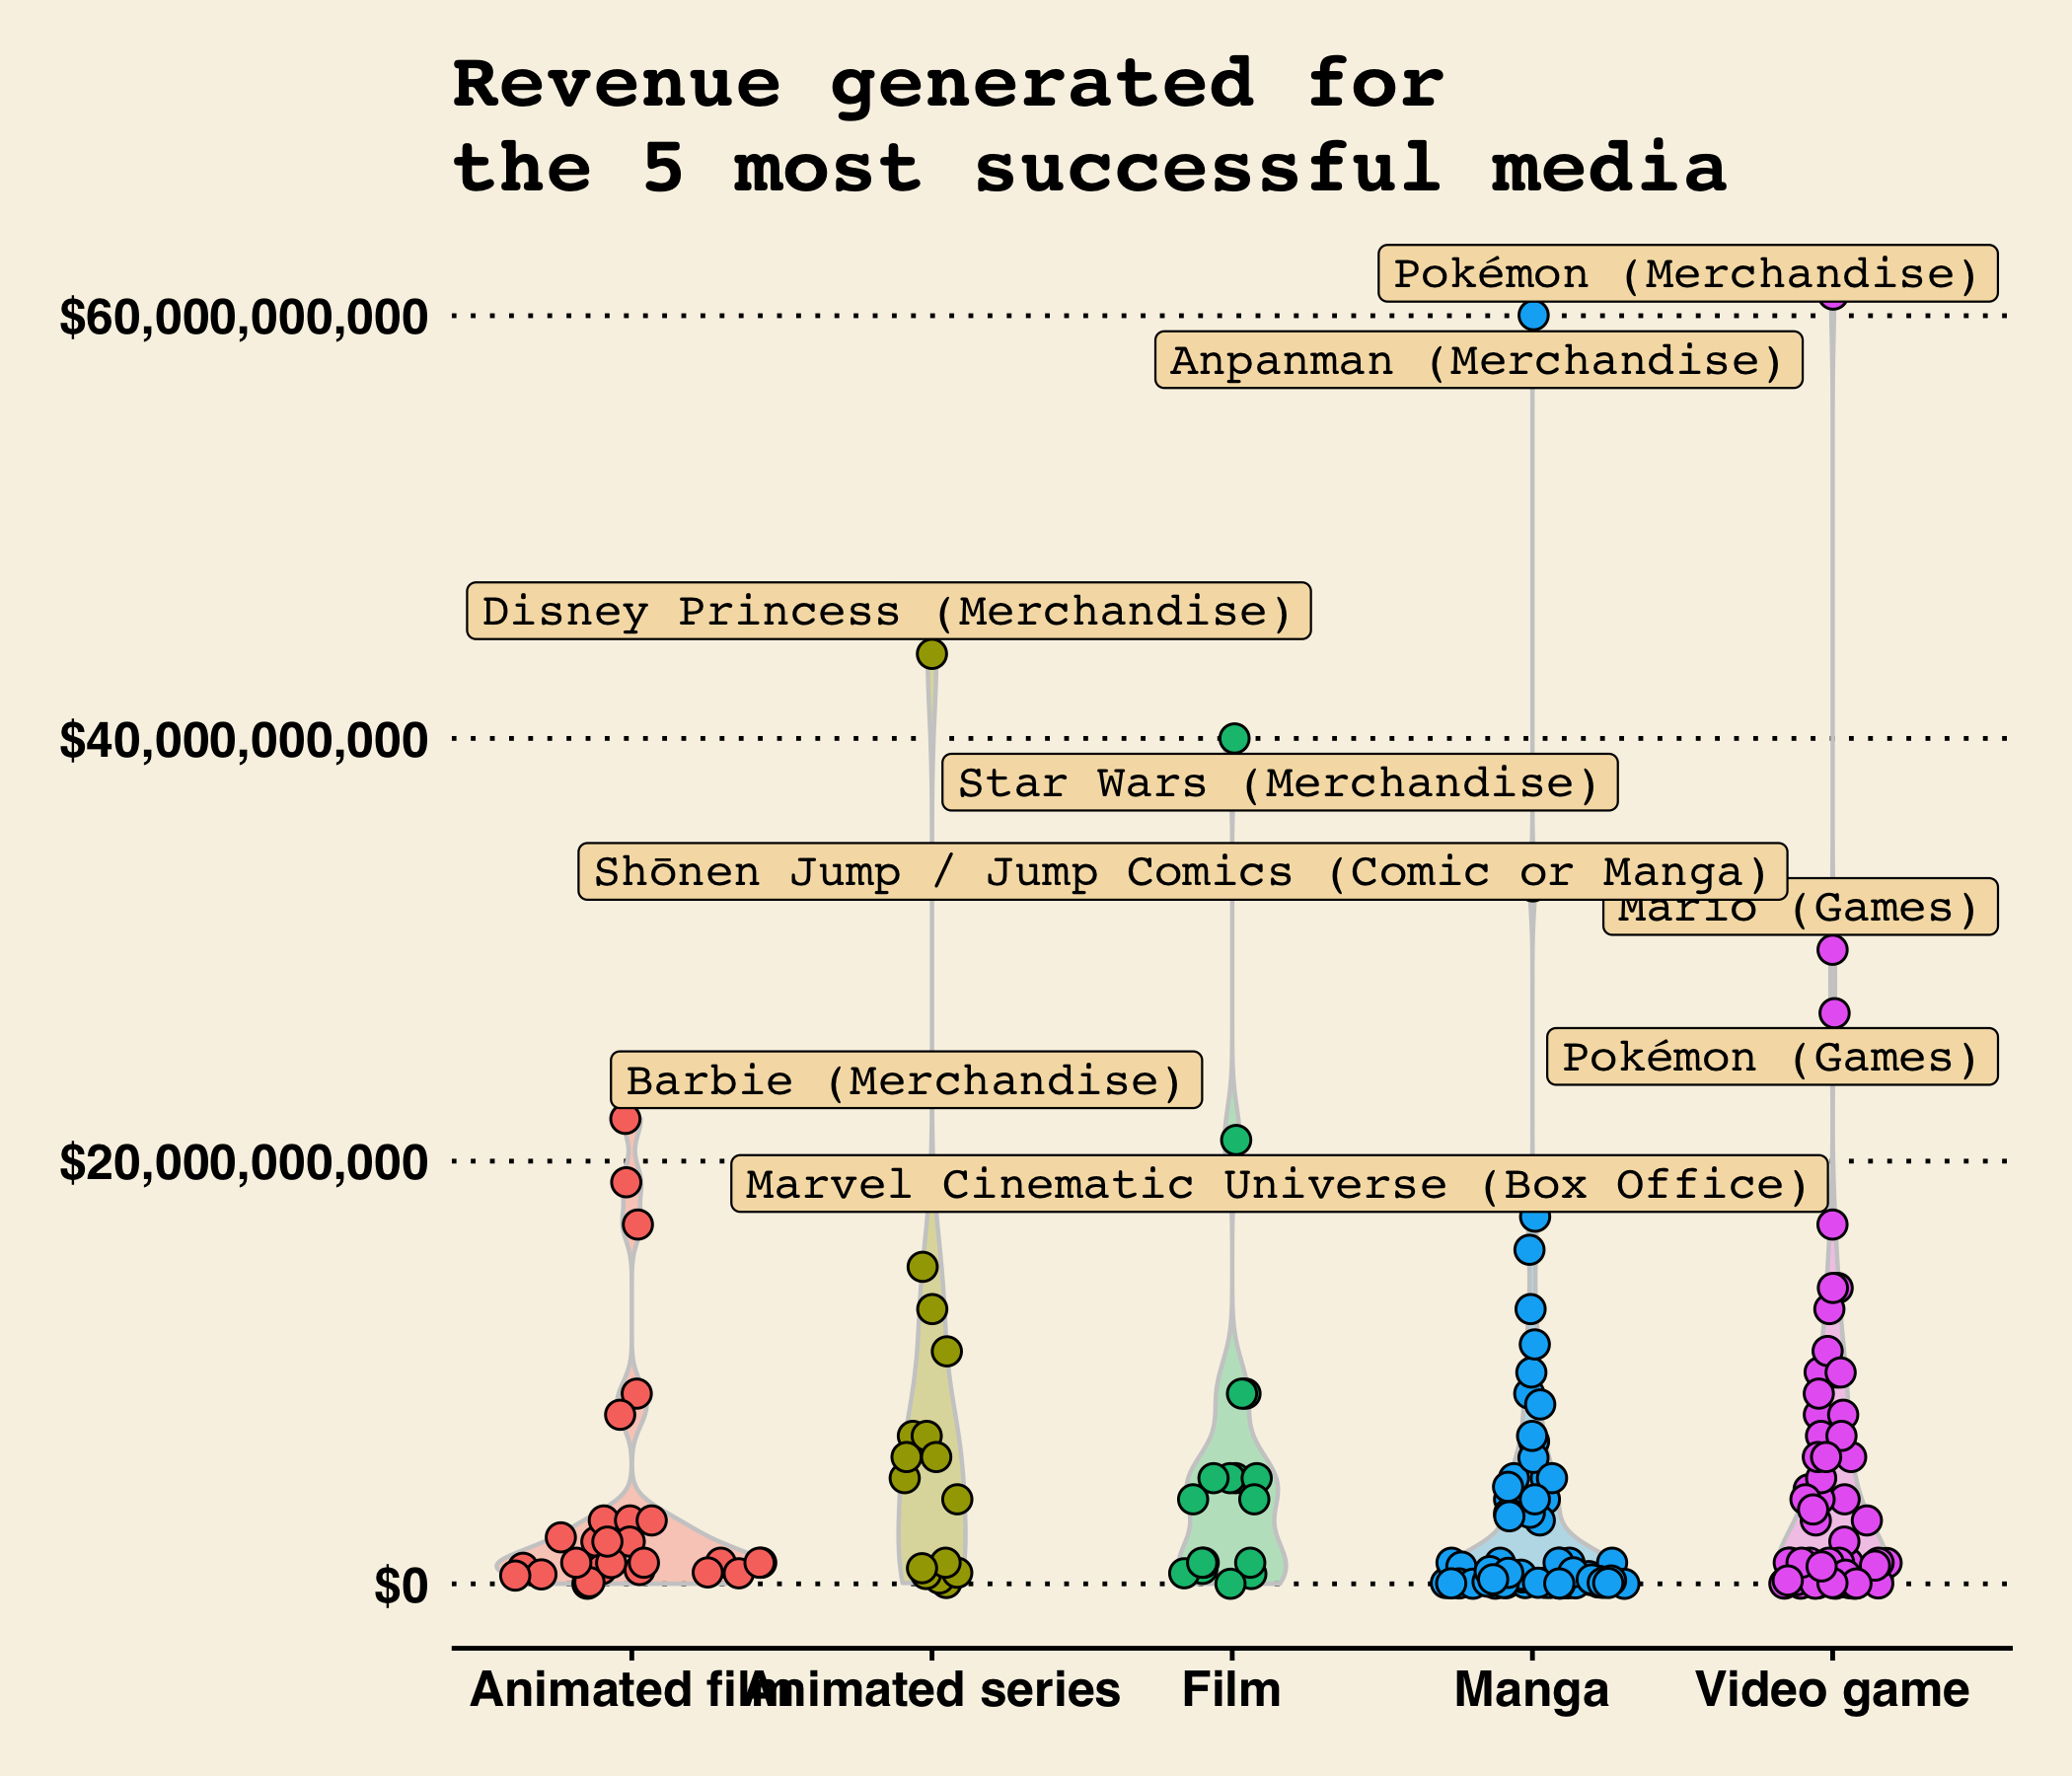 Revenue generated for
the 5 most successful media
Pokémon (Merchandise)
$60,000,000,000
Anpanman (Merchandise)
Disney Princess (Merchandise)
$40,000,000,000
Star Wars (Merchandise)
Shōnen Jump / Jump Comics (Comic or Manga)
Mario (Games)
Pokémon (Games)
Barbie (Merchandise)
$20,000,000,000
Marvel Cinematic Universe (Box Office)
$0
Animated film Animated series Film Manga Video game